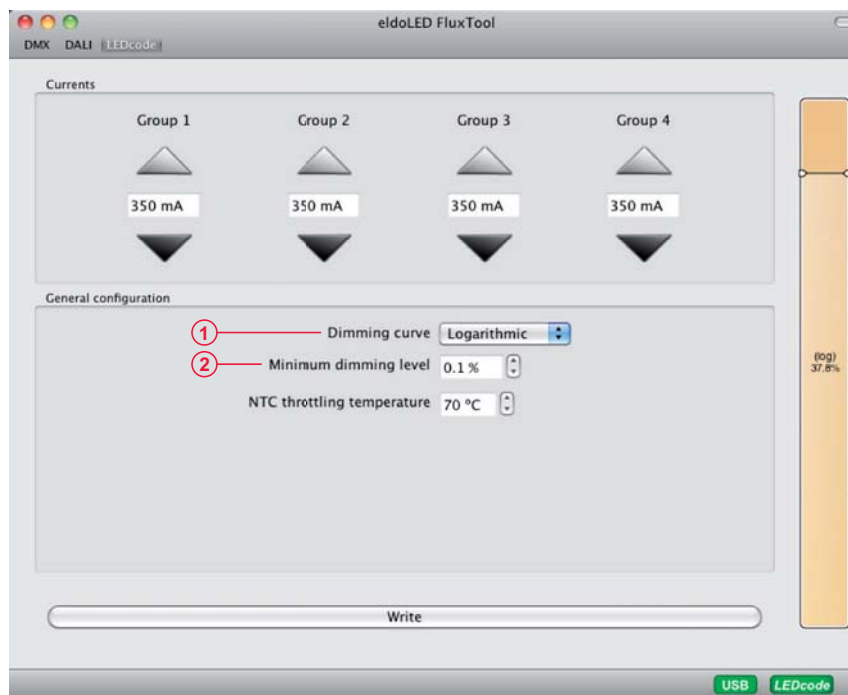 eldoLED FluxTool
DMX DALI LEDcode
Currents
Group 1 Group 2 Group 3 Group 4
350 mA 350 mA 350 mA 350 mA
General configuration
1 Dimming curve Logarithmic
2 Minimum dimming level 0.1 %
NTC throttling temperature 70 ºC
(log)
37.8%
Write
USB LEDcode